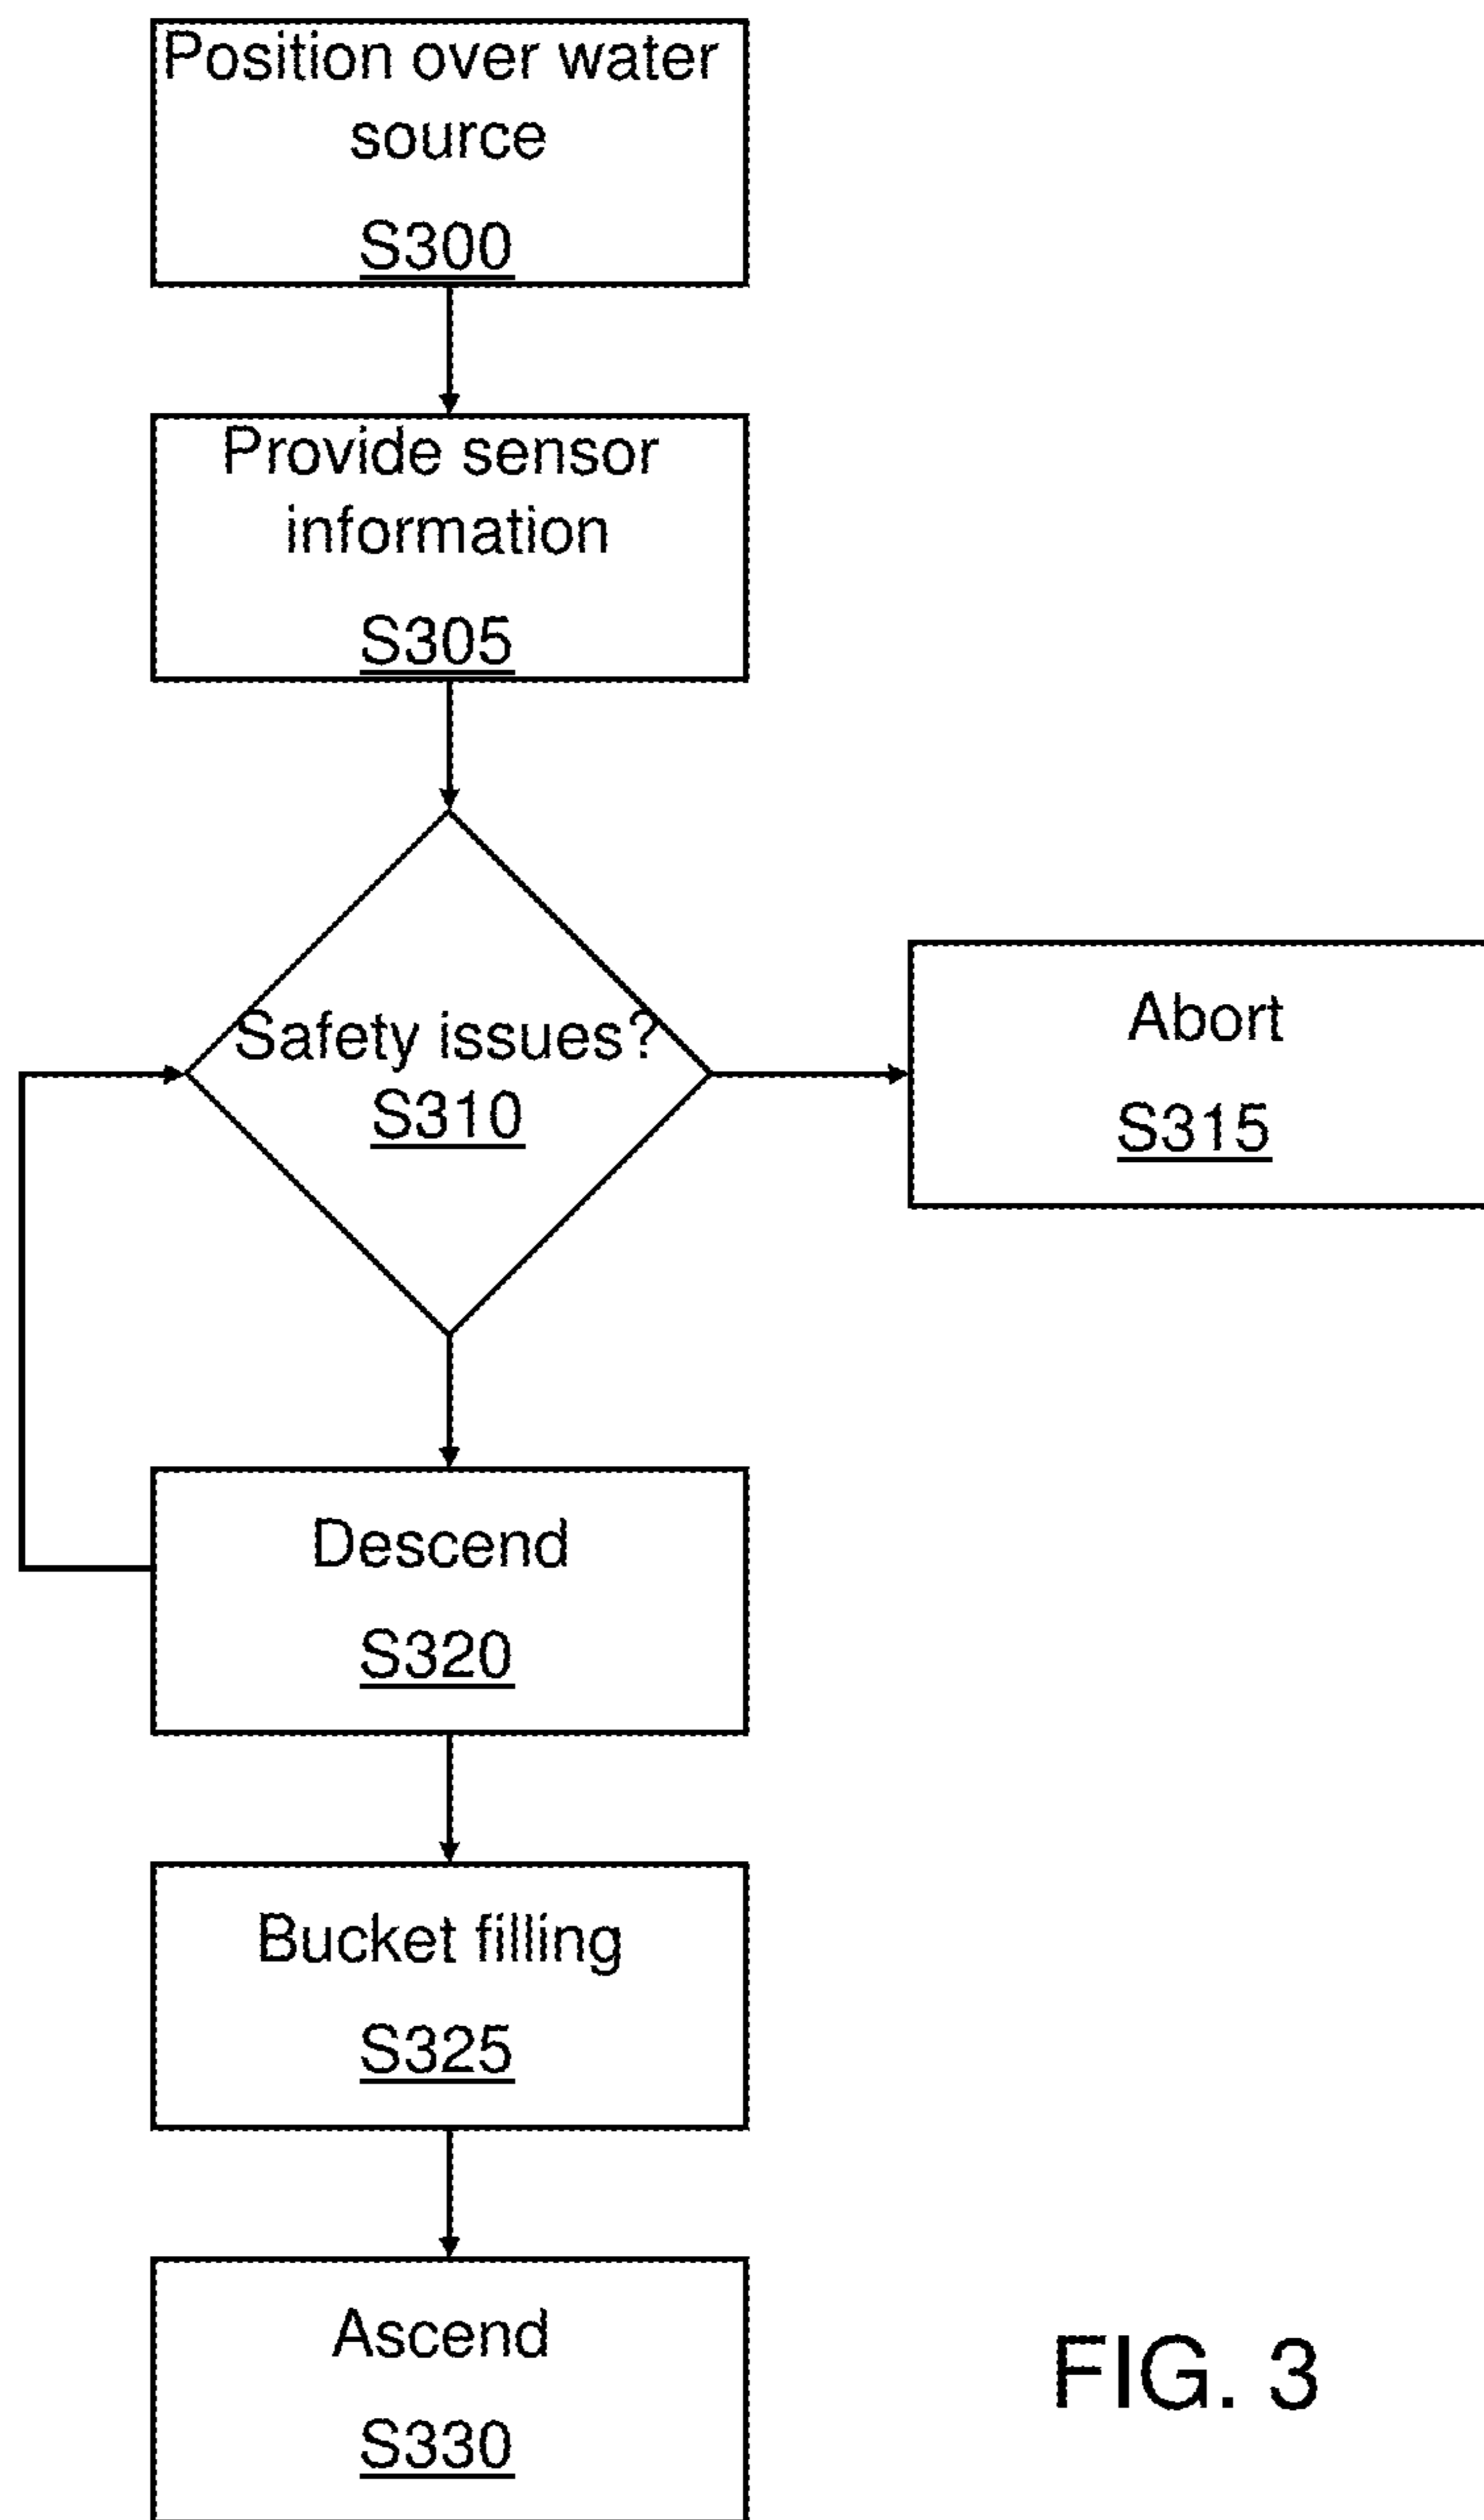 Position over water
source
S300
Provide sensor
information
S305
Safety issues?
S310
Abort
S315
Descend
S320
Bucket filling
S325
Ascend
S330
FIG. 3